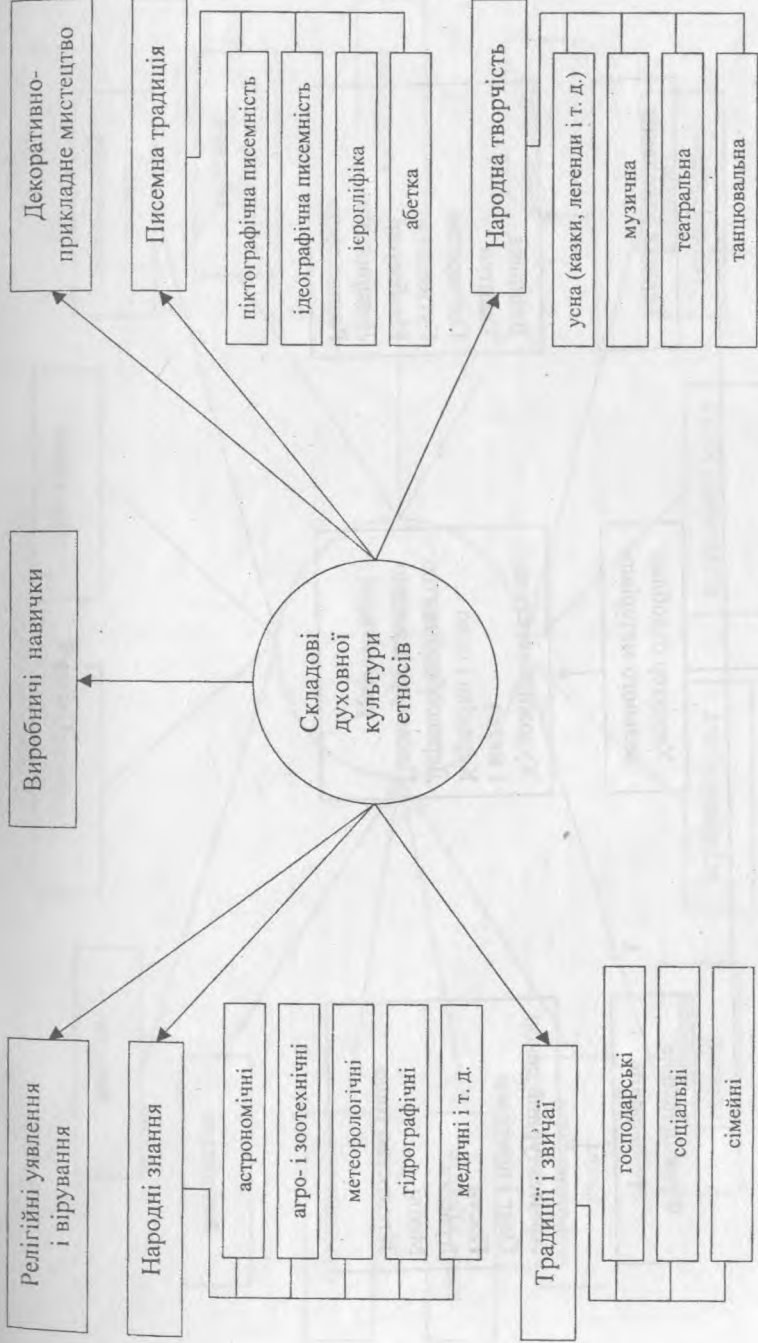 Складові
духовної
культури
етносів
Релігійні уявлення
і вірування
Народні знання
астрономічні
агро- і зоотехнічні
метеорологічні
гідрографічні
медичні і т. д.
Традиції і звичаї
господарські
соціальні
сімейні
Виробничі навички
Декоративно-
прикладне мистецтво
Писемна традиція
піктографічна писемність
ідеографічна писемність
ієрогліфіка
абетка
Народна творчість
усна (казки, легенди і т. д.)
музична
театральна
танцювальна